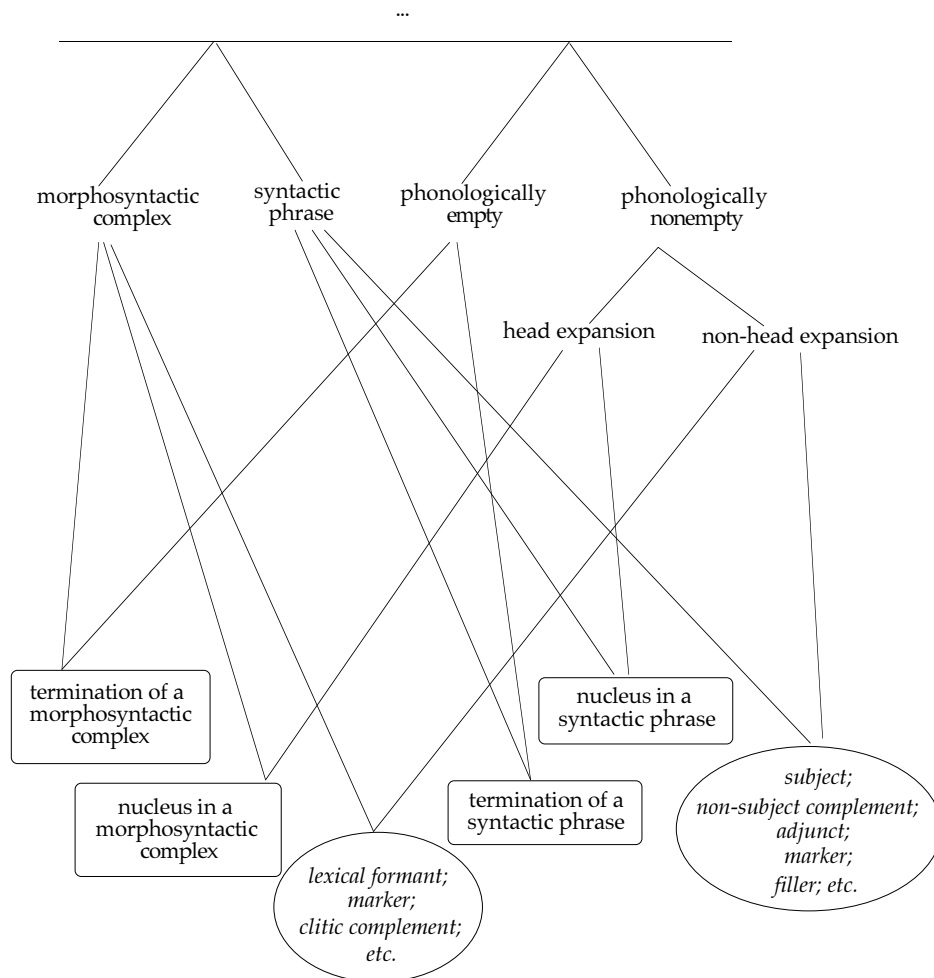 ...
morphosyntactic
complex
syntactic
phrase
phonologically
empty
phonologically
nonempty
head expansion
non-head expansion
termination of a
morphosyntactic
complex
nucleus in a
syntactic phrase
nucleus in a
morphosyntactic
complex
termination of a
syntactic phrase
subject;
non-subject complement;
adjunct;
marker;
filler; etc.
lexical formant;
marker;
clitic complement;
etc.